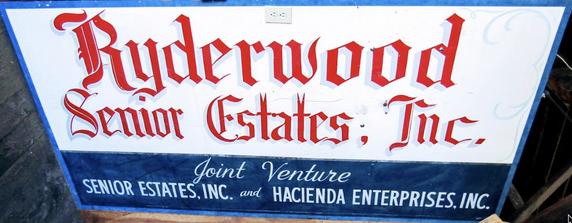 Ryderwood
Senior Estates, Inc.
Joint Venture
SENIOR ESTATES, INC. and HACIENDA ENTERPRISES, INC.